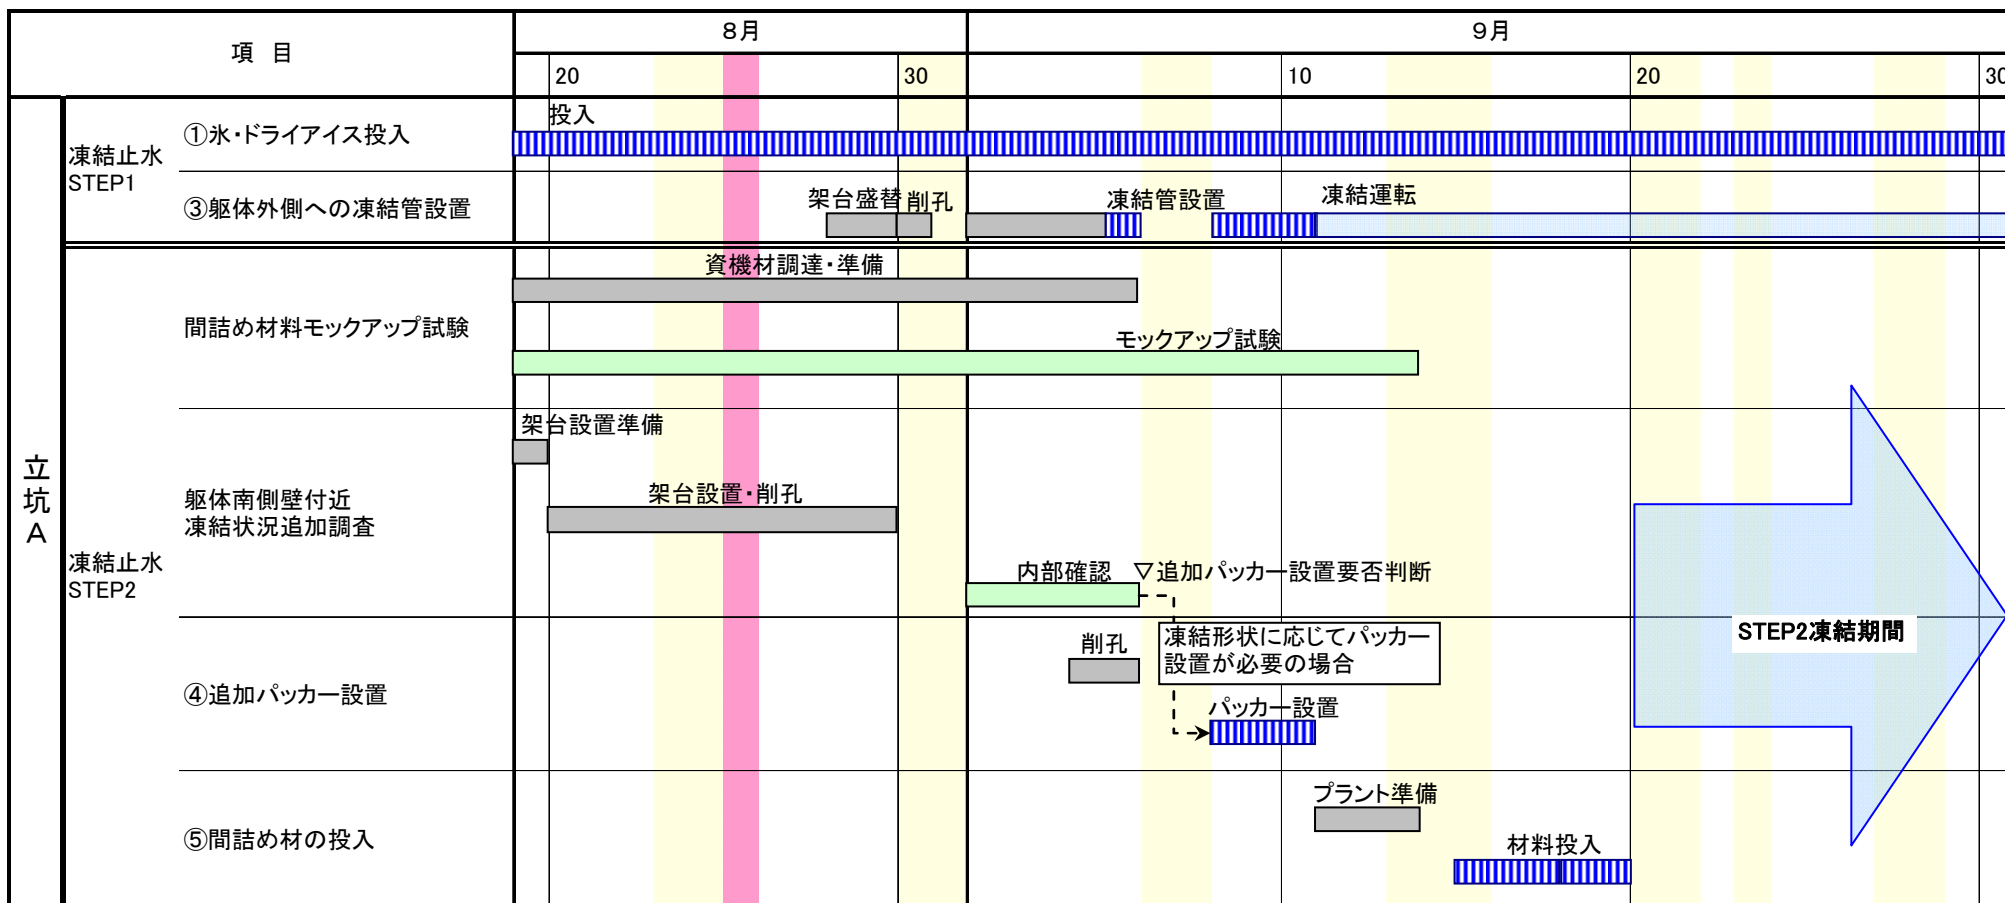 項 目
8月
9月
20
30
10
20
30
立坑A
凍結止水
STEP1
①氷・ドライアイス投入
投入
③躯体外側への凍結管設置
架台盛替
削孔
凍結管設置
凍結運転
凍結止水
STEP2
間詰め材料モックアップ試験
資機材調達・準備
モックアップ試験
躯体南側壁付近
凍結状況追加調査
架台設置準備
架台設置・削孔
内部確認
▽追加パッカー設置要否判断
④追加パッカー設置
削孔
凍結形状に応じてパッカー
設置が必要の場合
パッカー設置
⑤間詰め材の投入
プラント準備
材料投入
STEP2凍結期間